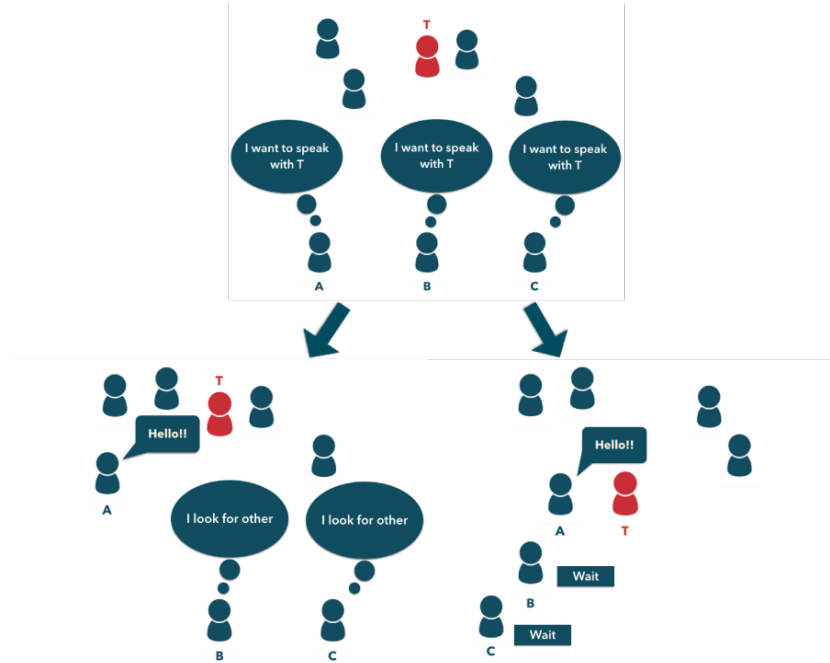 T
I want to speak
with T
I want to speak
with T
I want to speak
with T
A
B
C
T
Hello!!
A
I look for other
I look for other
B
C
Hello!!
A
T
Wait
B
Wait
C